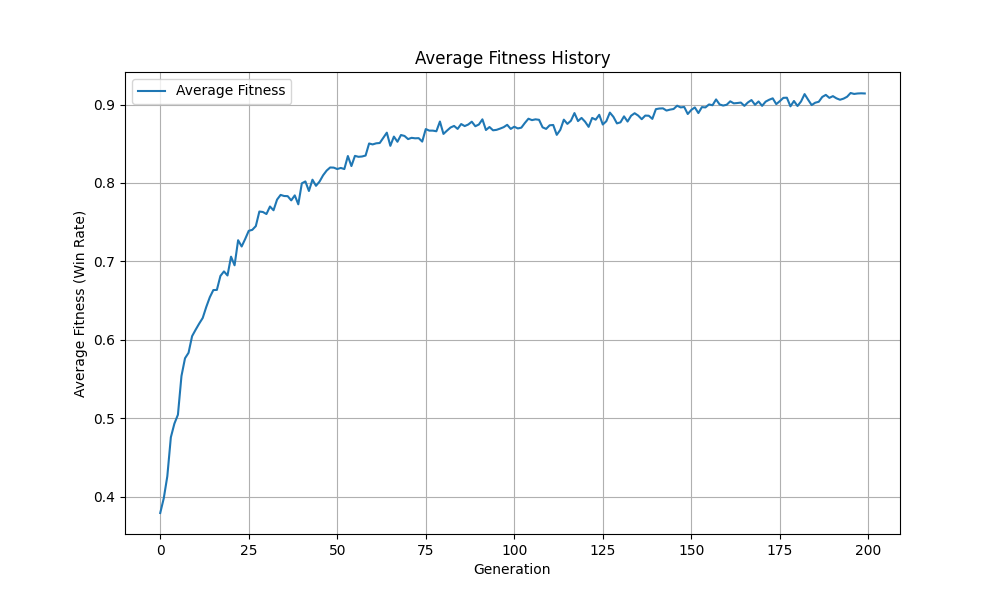 Average Fitness History
Average Fitness
Average Fitness (Win Rate)
0.9
0.8
0.7
0.6
0.5
0.4
0 25 50 75 100 125 150 175 200
Generation